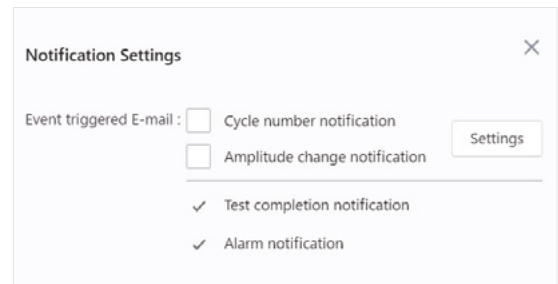 Notification Settings
Event triggered E-mail : Cycle number notification
Settings
Amplitude change notification
Test completion notification
Alarm notification